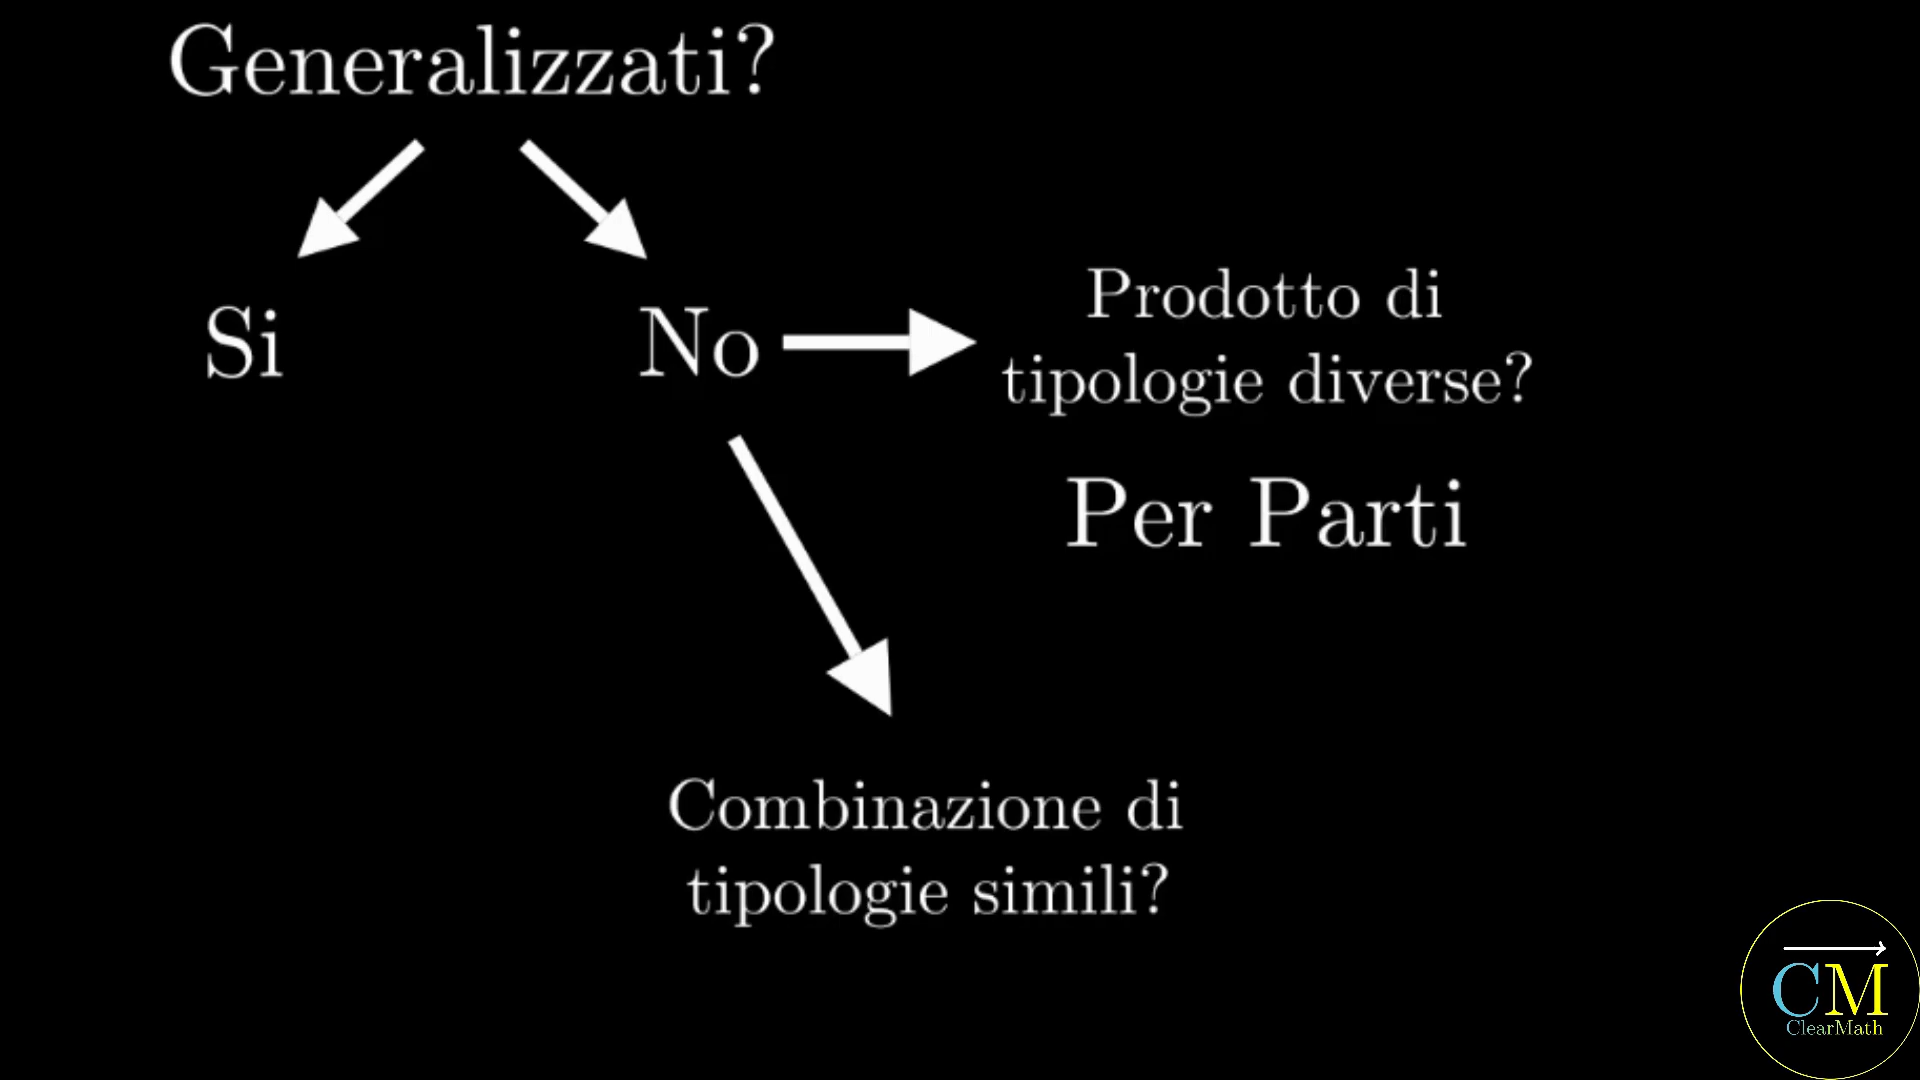 Generalizzati?
Si
No
Prodotto di
tipologie diverse?
Per Parti
Combinazione di
tipologie simili?
CM
ClearMath